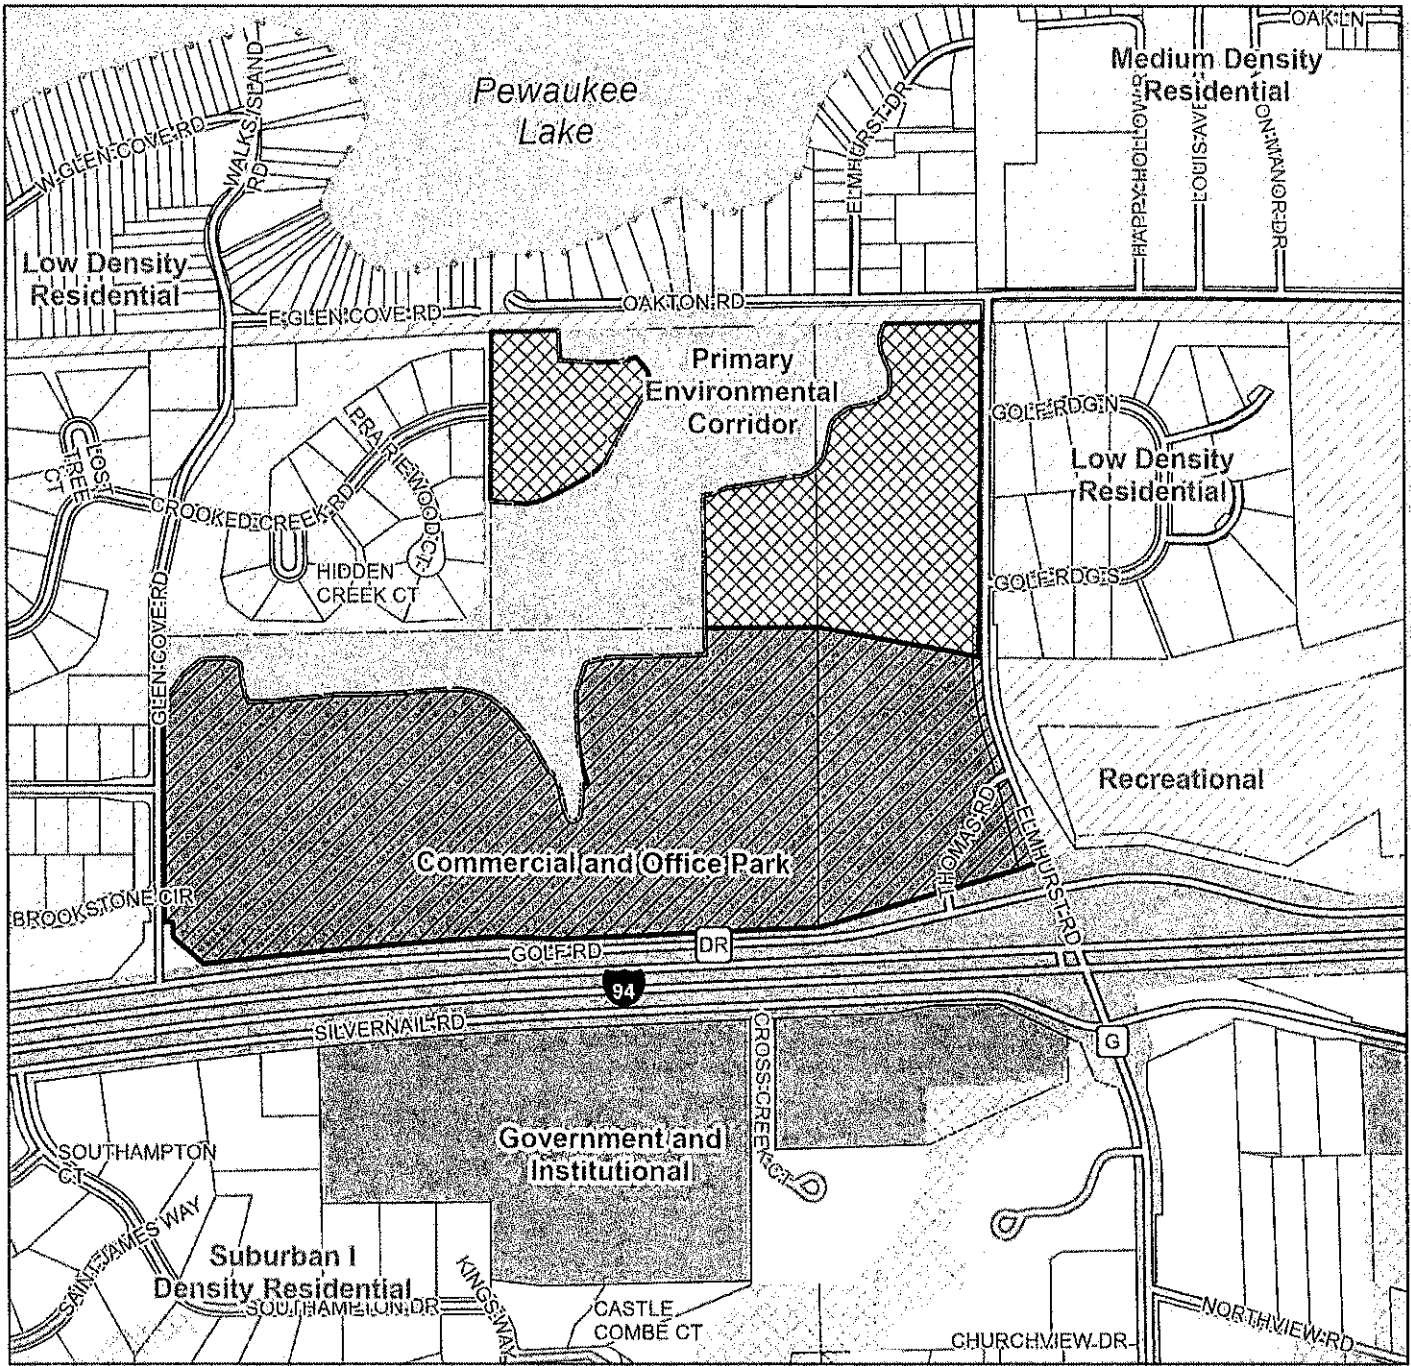 OAK LN
Medium Density
Residential
Pewaukee
Lake
WALKS ISLAND
RD
W GLEN COVE RD
ELMHURST DR
LOUIS AVE
ON MANOR DR
Low Density
Residential
OAKTON RD
E GLEN COVE RD
Primary
Environmental
Corridor
GOLF RDG N
PRAIRIE WOOD CT
Low Density
Residential
LOST
TREE
CT
CROOKED CREEK RD
HIDDEN
CREEK CT
GOLF RDG S
GLEN COVE RD
Recreational
THOMAS RD
ELMHURST RD
Commercial and Office Park
BROOKSTONE CIR
GOLF RD
DR
94
SILVERNAIL RD
CROSS CREEK CT
G
Government and
Institutional
SOUTHAMPTON
CT
SAINT JAMES WAY
Suburban I
Density Residential
SOUTHAMPTON DR
KINGS WAY
CASTLE
COMBE CT
CHURCHVIEW DR
NORTHVIEW RD